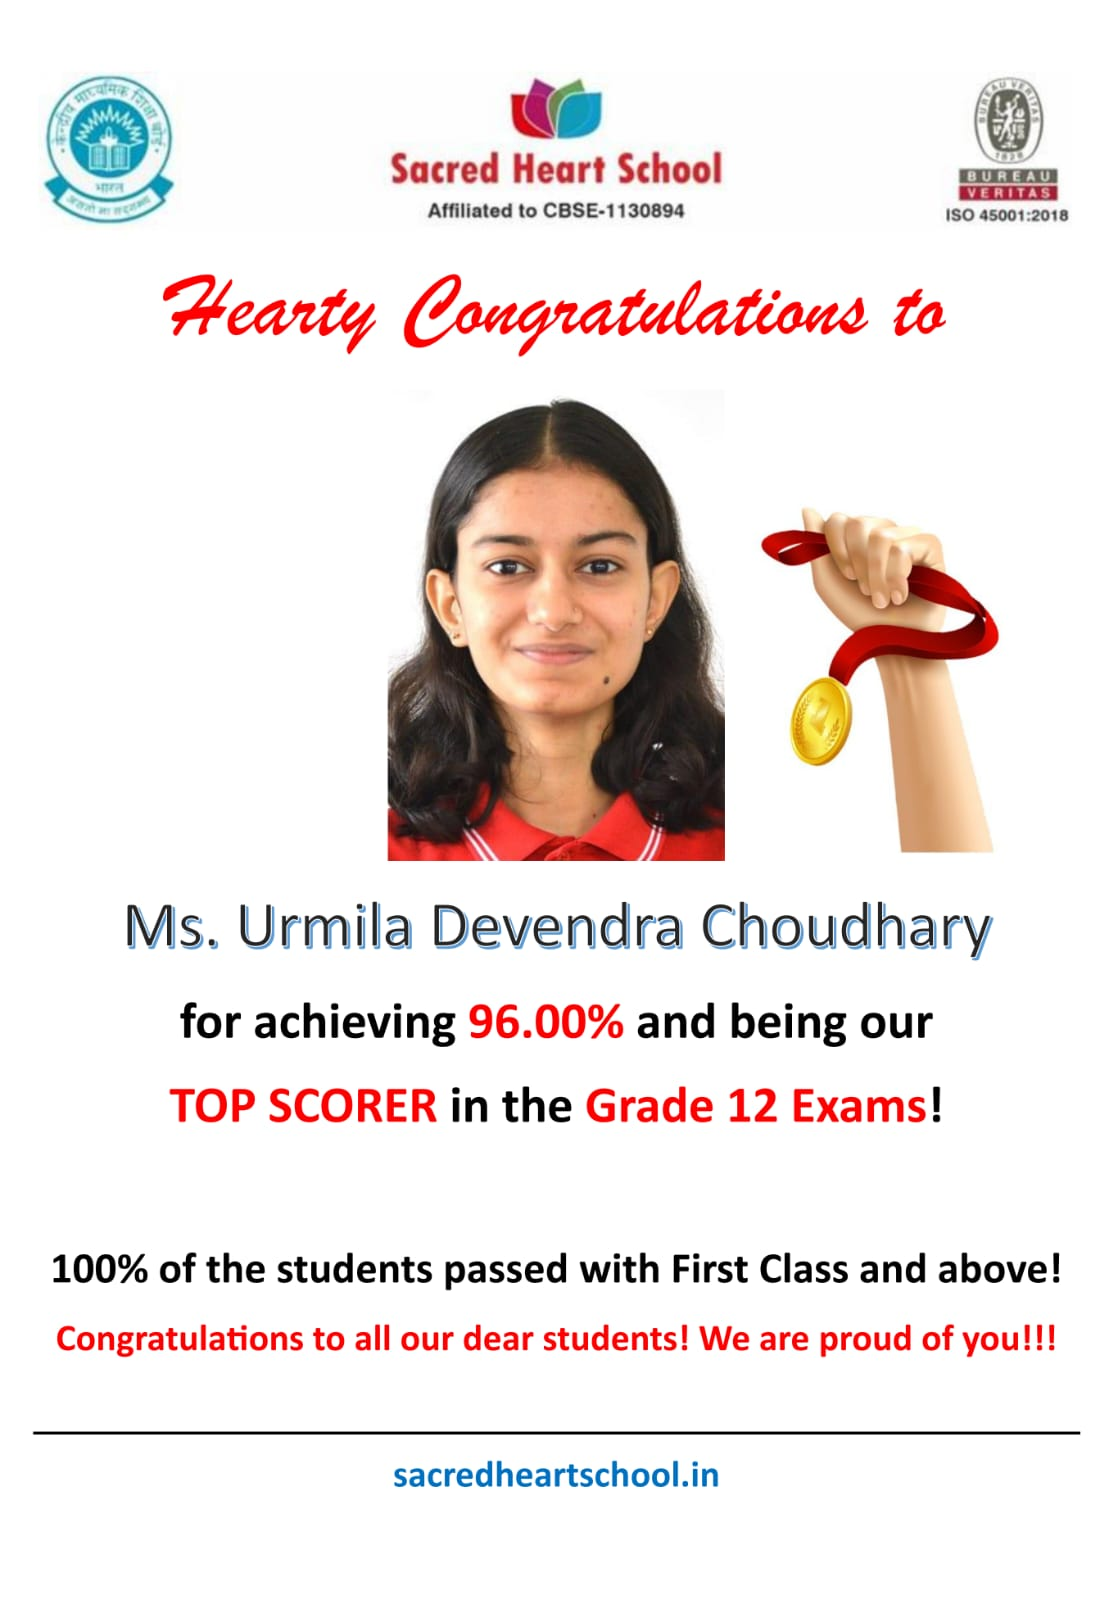 केन्द्रीय माध्यमिक शिक्षा बोर्ड
भारत
असतो मा सद्गमय
Sacred Heart School
Affiliated to CBSE-1130894
BUREAU VERITAS
1828
BUREAU
VERITAS
ISO 45001:2018
Hearty Congratulations to
Ms. Urmila Devendra Choudhary
for achieving 96.00% and being our
TOP SCORER in the Grade 12 Exams!
100% of the students passed with First Class and above!
Congratulations to all our dear students! We are proud of you!!!
sacredheartschool.in